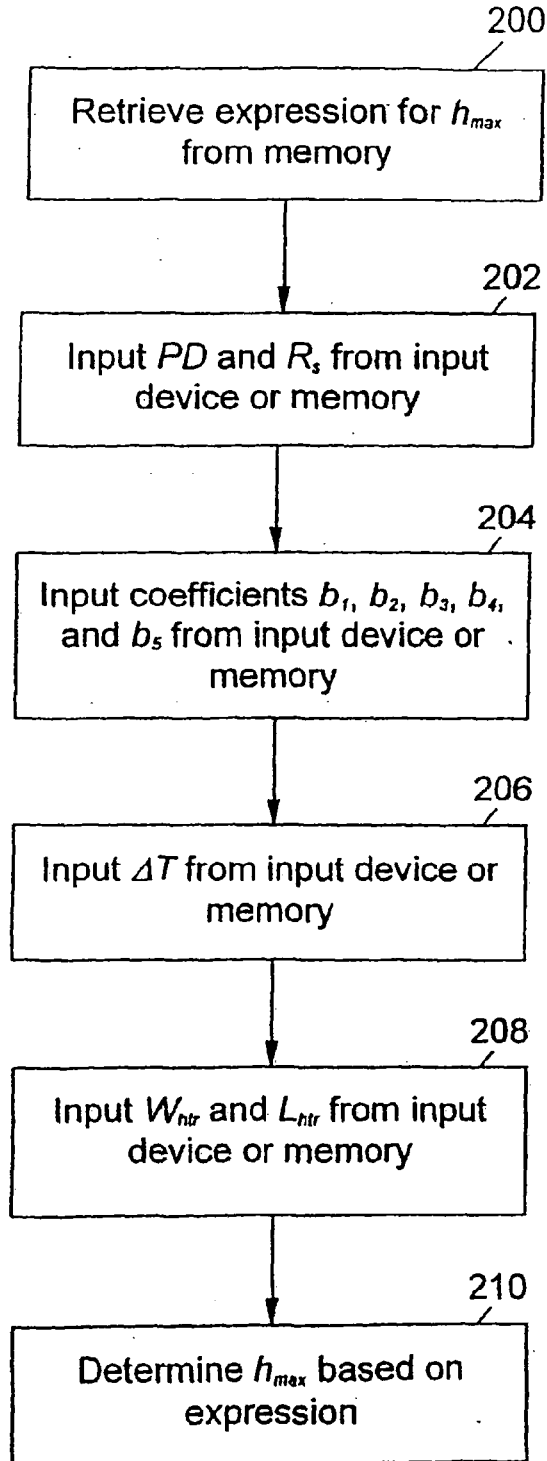 200
Retrieve expression for hmax
from memory
202
Input PD and Rs from input
device or memory
204
Input coefficients b1, b2, b3, b4,
and b5 from input device or
memory
206
Input ΔT from input device or
memory
208
Input Whtr and Lhtr from input
device or memory
210
Determine hmax based on
expression